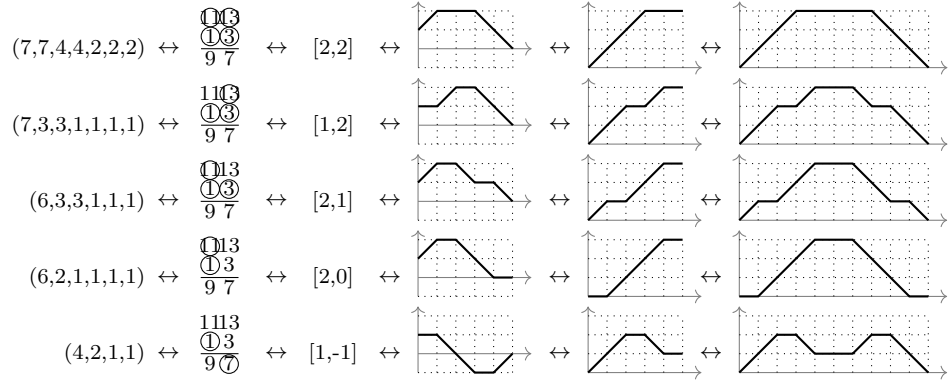 11 13
(7,7,4,4,2,2,2) ↔ 1 3 ↔ [2,2] ↔ ↔ ↔
9 7
11 13
(7,3,3,1,1,1,1) ↔ 1 3 ↔ [1,2] ↔ ↔ ↔
9 7
11 13
(6,3,3,1,1,1) ↔ 1 3 ↔ [2,1] ↔ ↔ ↔
9 7
11 13
(6,2,1,1,1,1) ↔ 1 3 ↔ [2,0] ↔ ↔ ↔
9 7
11 13
(4,2,1,1) ↔ 1 3 ↔ [1,-1] ↔ ↔ ↔
9 7